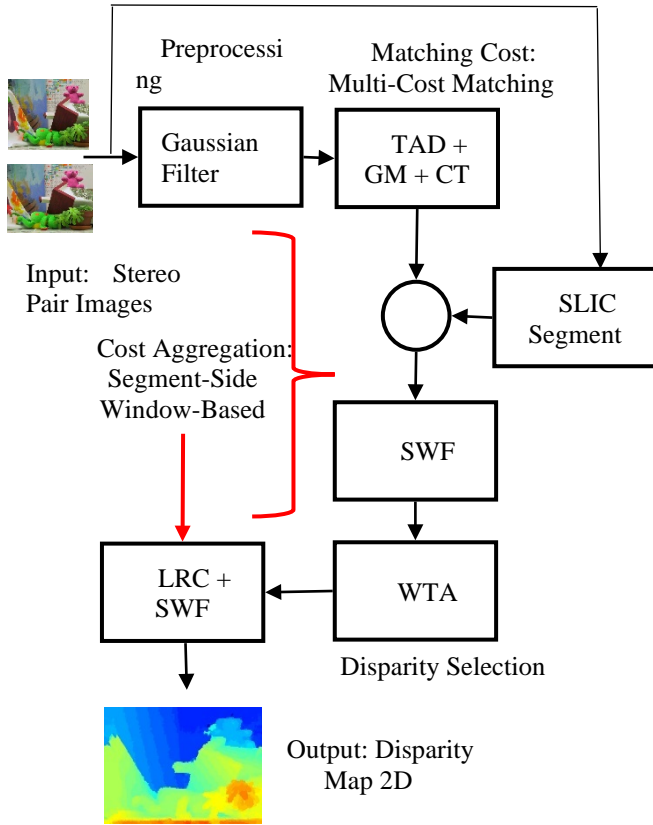 Preprocessi
ng
Matching Cost:
Multi-Cost Matching
Gaussian
Filter
TAD +
GM + CT
Input: Stereo
Pair Images
SLIC
Segment
Cost Aggregation:
Segment-Side
Window-Based
SWF
LRC +
SWF
WTA
Disparity Selection
Output: Disparity
Map 2D